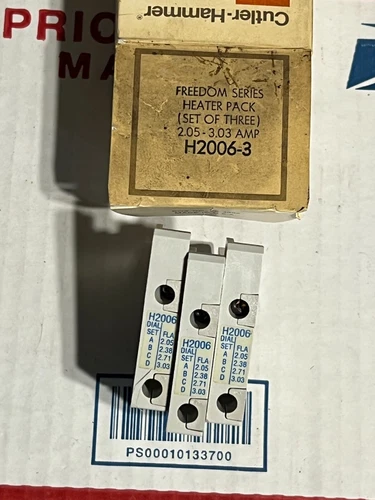 PRIO
MA
Cutler-Hammer
FREEDOM SERIES
HEATER PACK
(SET OF THREE)
2.05 - 3.03 AMP
H2006-3
H2006
DIAL
SET FLA
A 2.05
B 2.38
C 2.71
D 3.03
H2006
DIAL
SET FLA
A 2.05
B 2.38
C 2.71
D 3.03
H2006
DIAL
SET FLA
A 2.05
B 2.38
C 2.71
D 3.03
PS00010133700